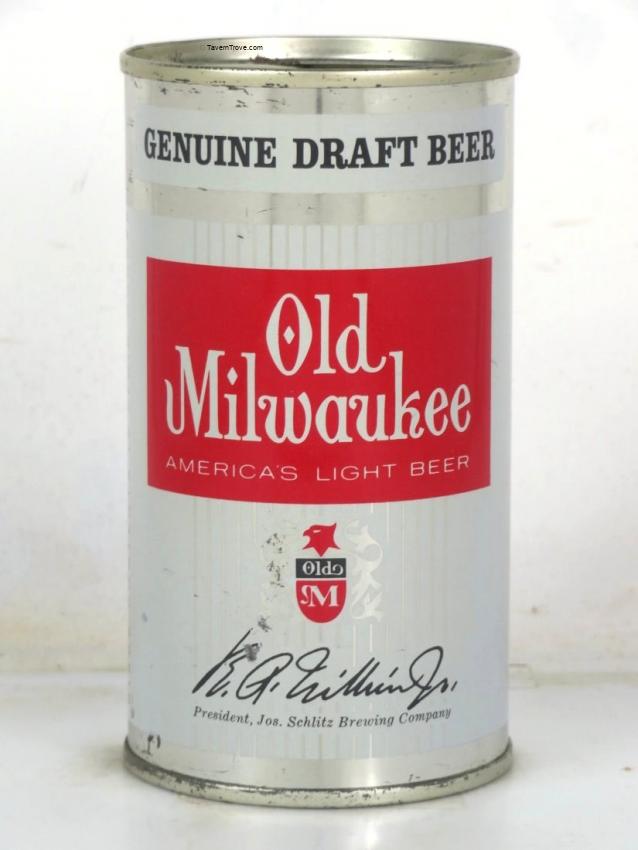 TavernTrove.com
GENUINE DRAFT BEER
Old
Milwaukee
AMERICA'S LIGHT BEER
Old
M
President, Jos. Schlitz Brewing Company